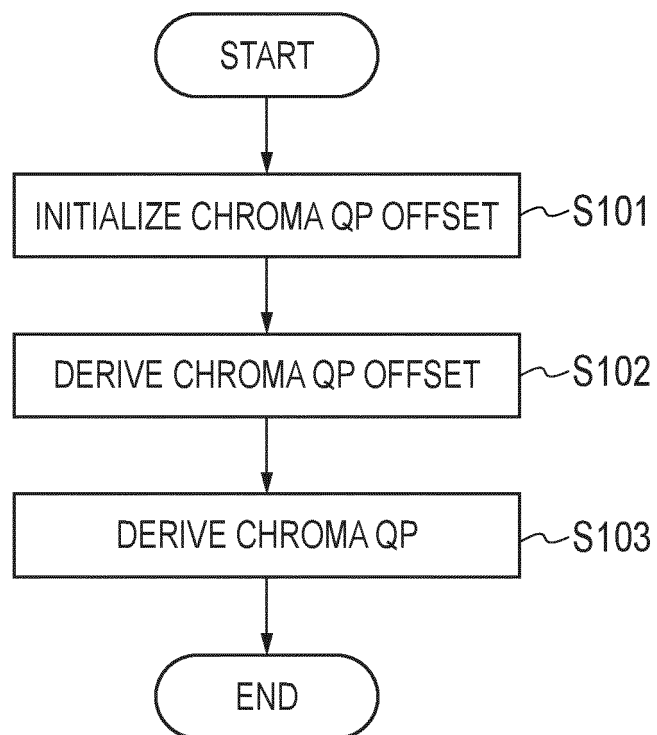 START
INITIALIZE CHROMA QP OFFSET
S101
DERIVE CHROMA QP OFFSET
S102
DERIVE CHROMA QP
S103
END